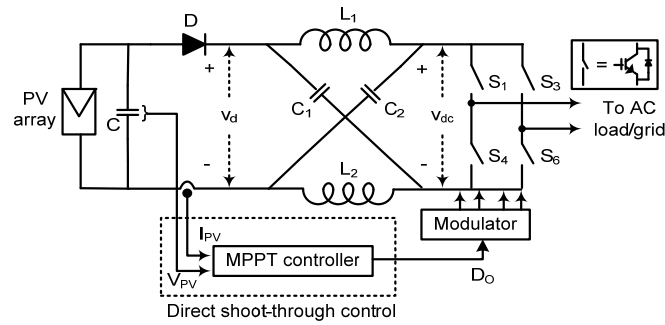 D
L1
+
+
S1
S3
=
PV
array
C
vd
C1
C2
vdc
To AC
load/grid
-
-
S4
S6
L2
Modulator
IPV
MPPT controller
VPV
DO
Direct shoot-through control